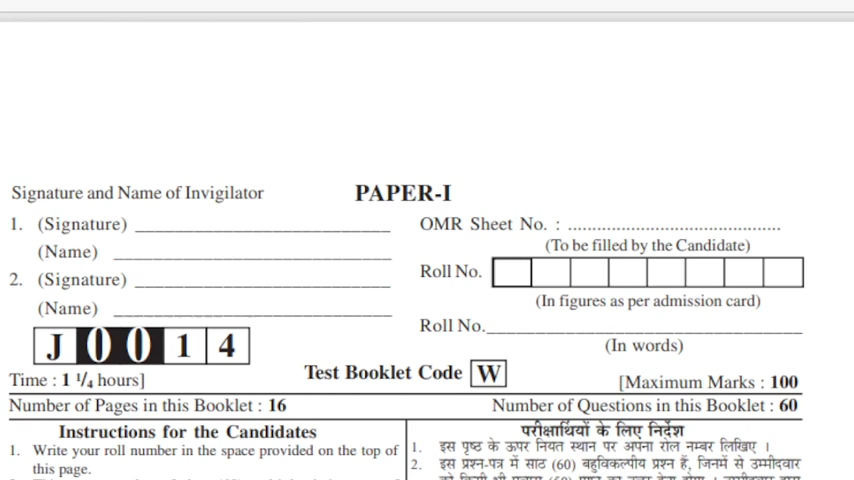 Signature and Name of Invigilator
PAPER-I
1. (Signature) __________________________
(Name) ____________________________
2. (Signature) __________________________
(Name) ____________________________
J 0 0 1 4
Time : 1 1/4 hours]
OMR Sheet No. : ...............................................
(To be filled by the Candidate)
Roll No.
(In figures as per admission card)
Roll No.________________________________
(In words)
Test Booklet Code W
[Maximum Marks : 100
Number of Pages in this Booklet : 16
Number of Questions in this Booklet : 60
Instructions for the Candidates
1. Write your roll number in the space provided on the top of
this page.
परीक्षार्थियों के लिए निर्देश
1. इस पृष्ठ के ऊपर नियत स्थान पर अपना रोल नम्बर लिखिए ।
2. इस प्रश्न-पत्र में साठ (60) बहुविकल्पीय प्रश्न हैं, जिनमें से उम्मीदवार